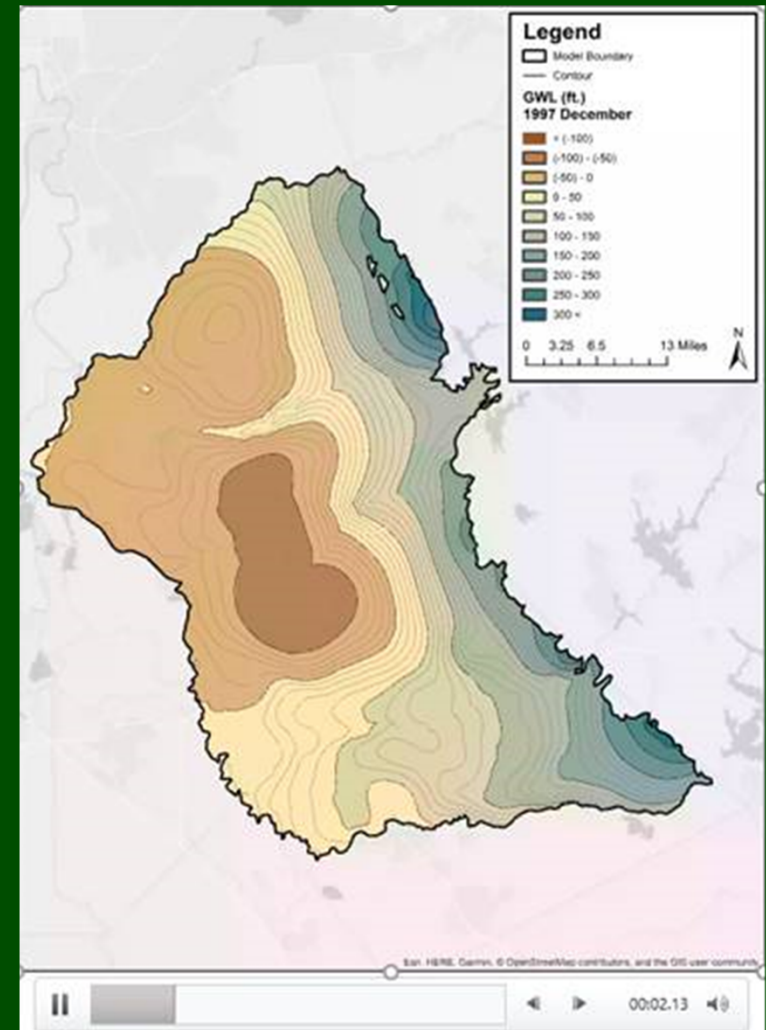 Legend
Model Boundary
Contour
GWL (ft.)
1997 December
< (-100)
(-100) - (-50)
(-50) - 0
0 - 50
50 - 100
100 - 150
150 - 200
200 - 250
250 - 300
300 <
0 3.25 6.5 13 Miles
N
Esri, HERE, Garmin, © OpenStreetMap contributors, and the GIS user community
00:02.13